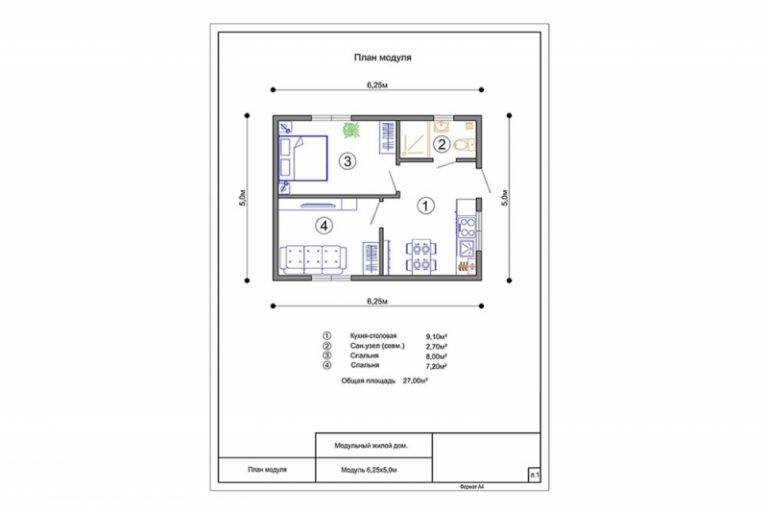 План модуля
6,25м
5,0м
5,0м
2
3
1
4
6,25м
1 Кухня-столовая 9,10м²
2 Сан.узел (совм.) 2,70м²
3 Спальня 8,00м²
4 Спальня 7,20м²
Общая площадь 27,00м²
Модульный жилой дом.
План модуля
Модуль 6,25х5,0м
л.1
Формат А4